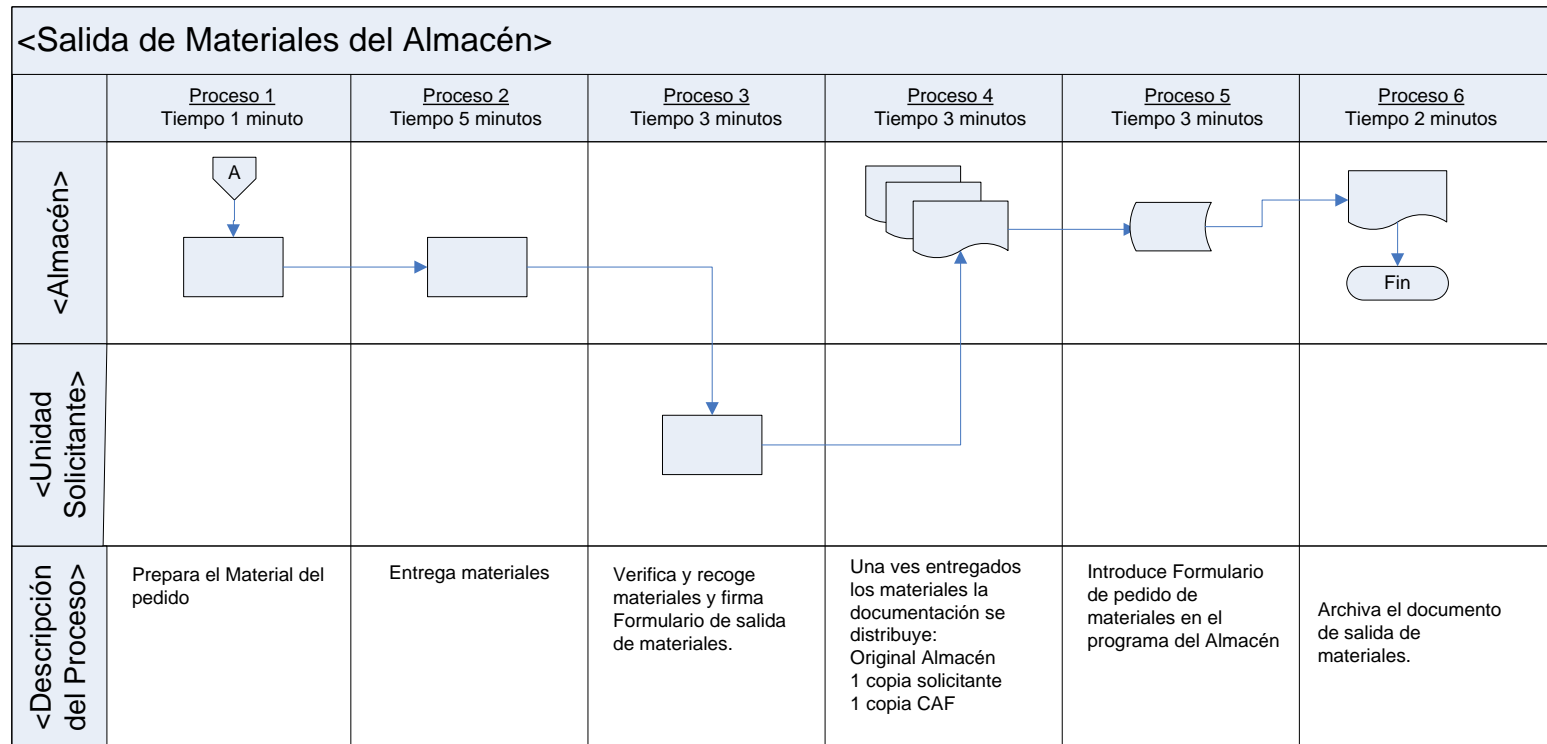 <Salida de Materiales del Almacén>
Proceso 1
Tiempo 1 minuto
Proceso 2
Tiempo 5 minutos
Proceso 3
Tiempo 3 minutos
Proceso 4
Tiempo 3 minutos
Proceso 5
Tiempo 3 minutos
Proceso 6
Tiempo 2 minutos
<Almacén>
A
Fin
<Unidad
Solicitante>
<Descripción
del Proceso>
Prepara el Material del
pedido
Entrega materiales
Verifica y recoge
materiales y firma
Formulario de salida
de materiales.
Una ves entregados
los materiales la
documentación se
distribuye:
Original Almacén
1 copia solicitante
1 copia CAF
Introduce Formulario
de pedido de
materiales en el
programa del Almacén
Archiva el documento
de salida de
materiales.